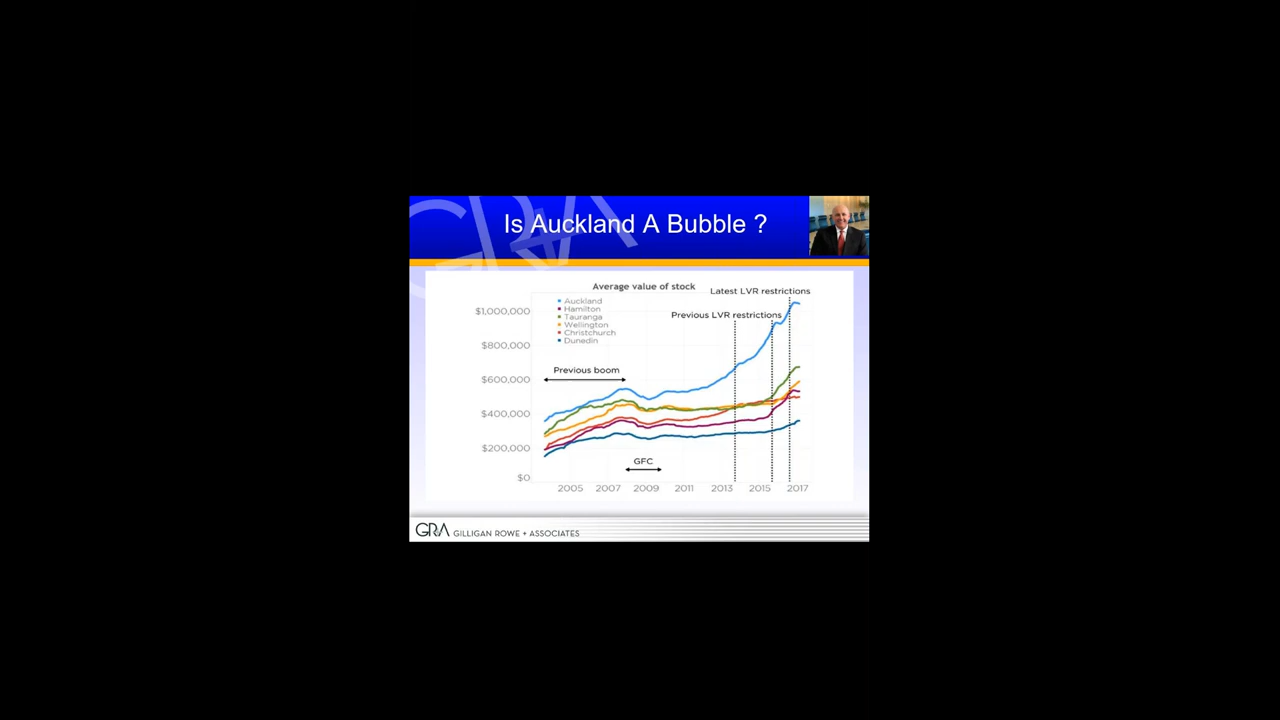 Is Auckland A Bubble ?
Average value of stock
Latest LVR restrictions
Previous LVR restrictions
Auckland
Hamilton
Tauranga
Wellington
Christchurch
Dunedin
$1,000,000
$800,000
$600,000
$400,000
$200,000
$0
Previous boom
GFC
2005 2007 2009 2011 2013 2015 2017
GRA GILLIGAN ROWE + ASSOCIATES